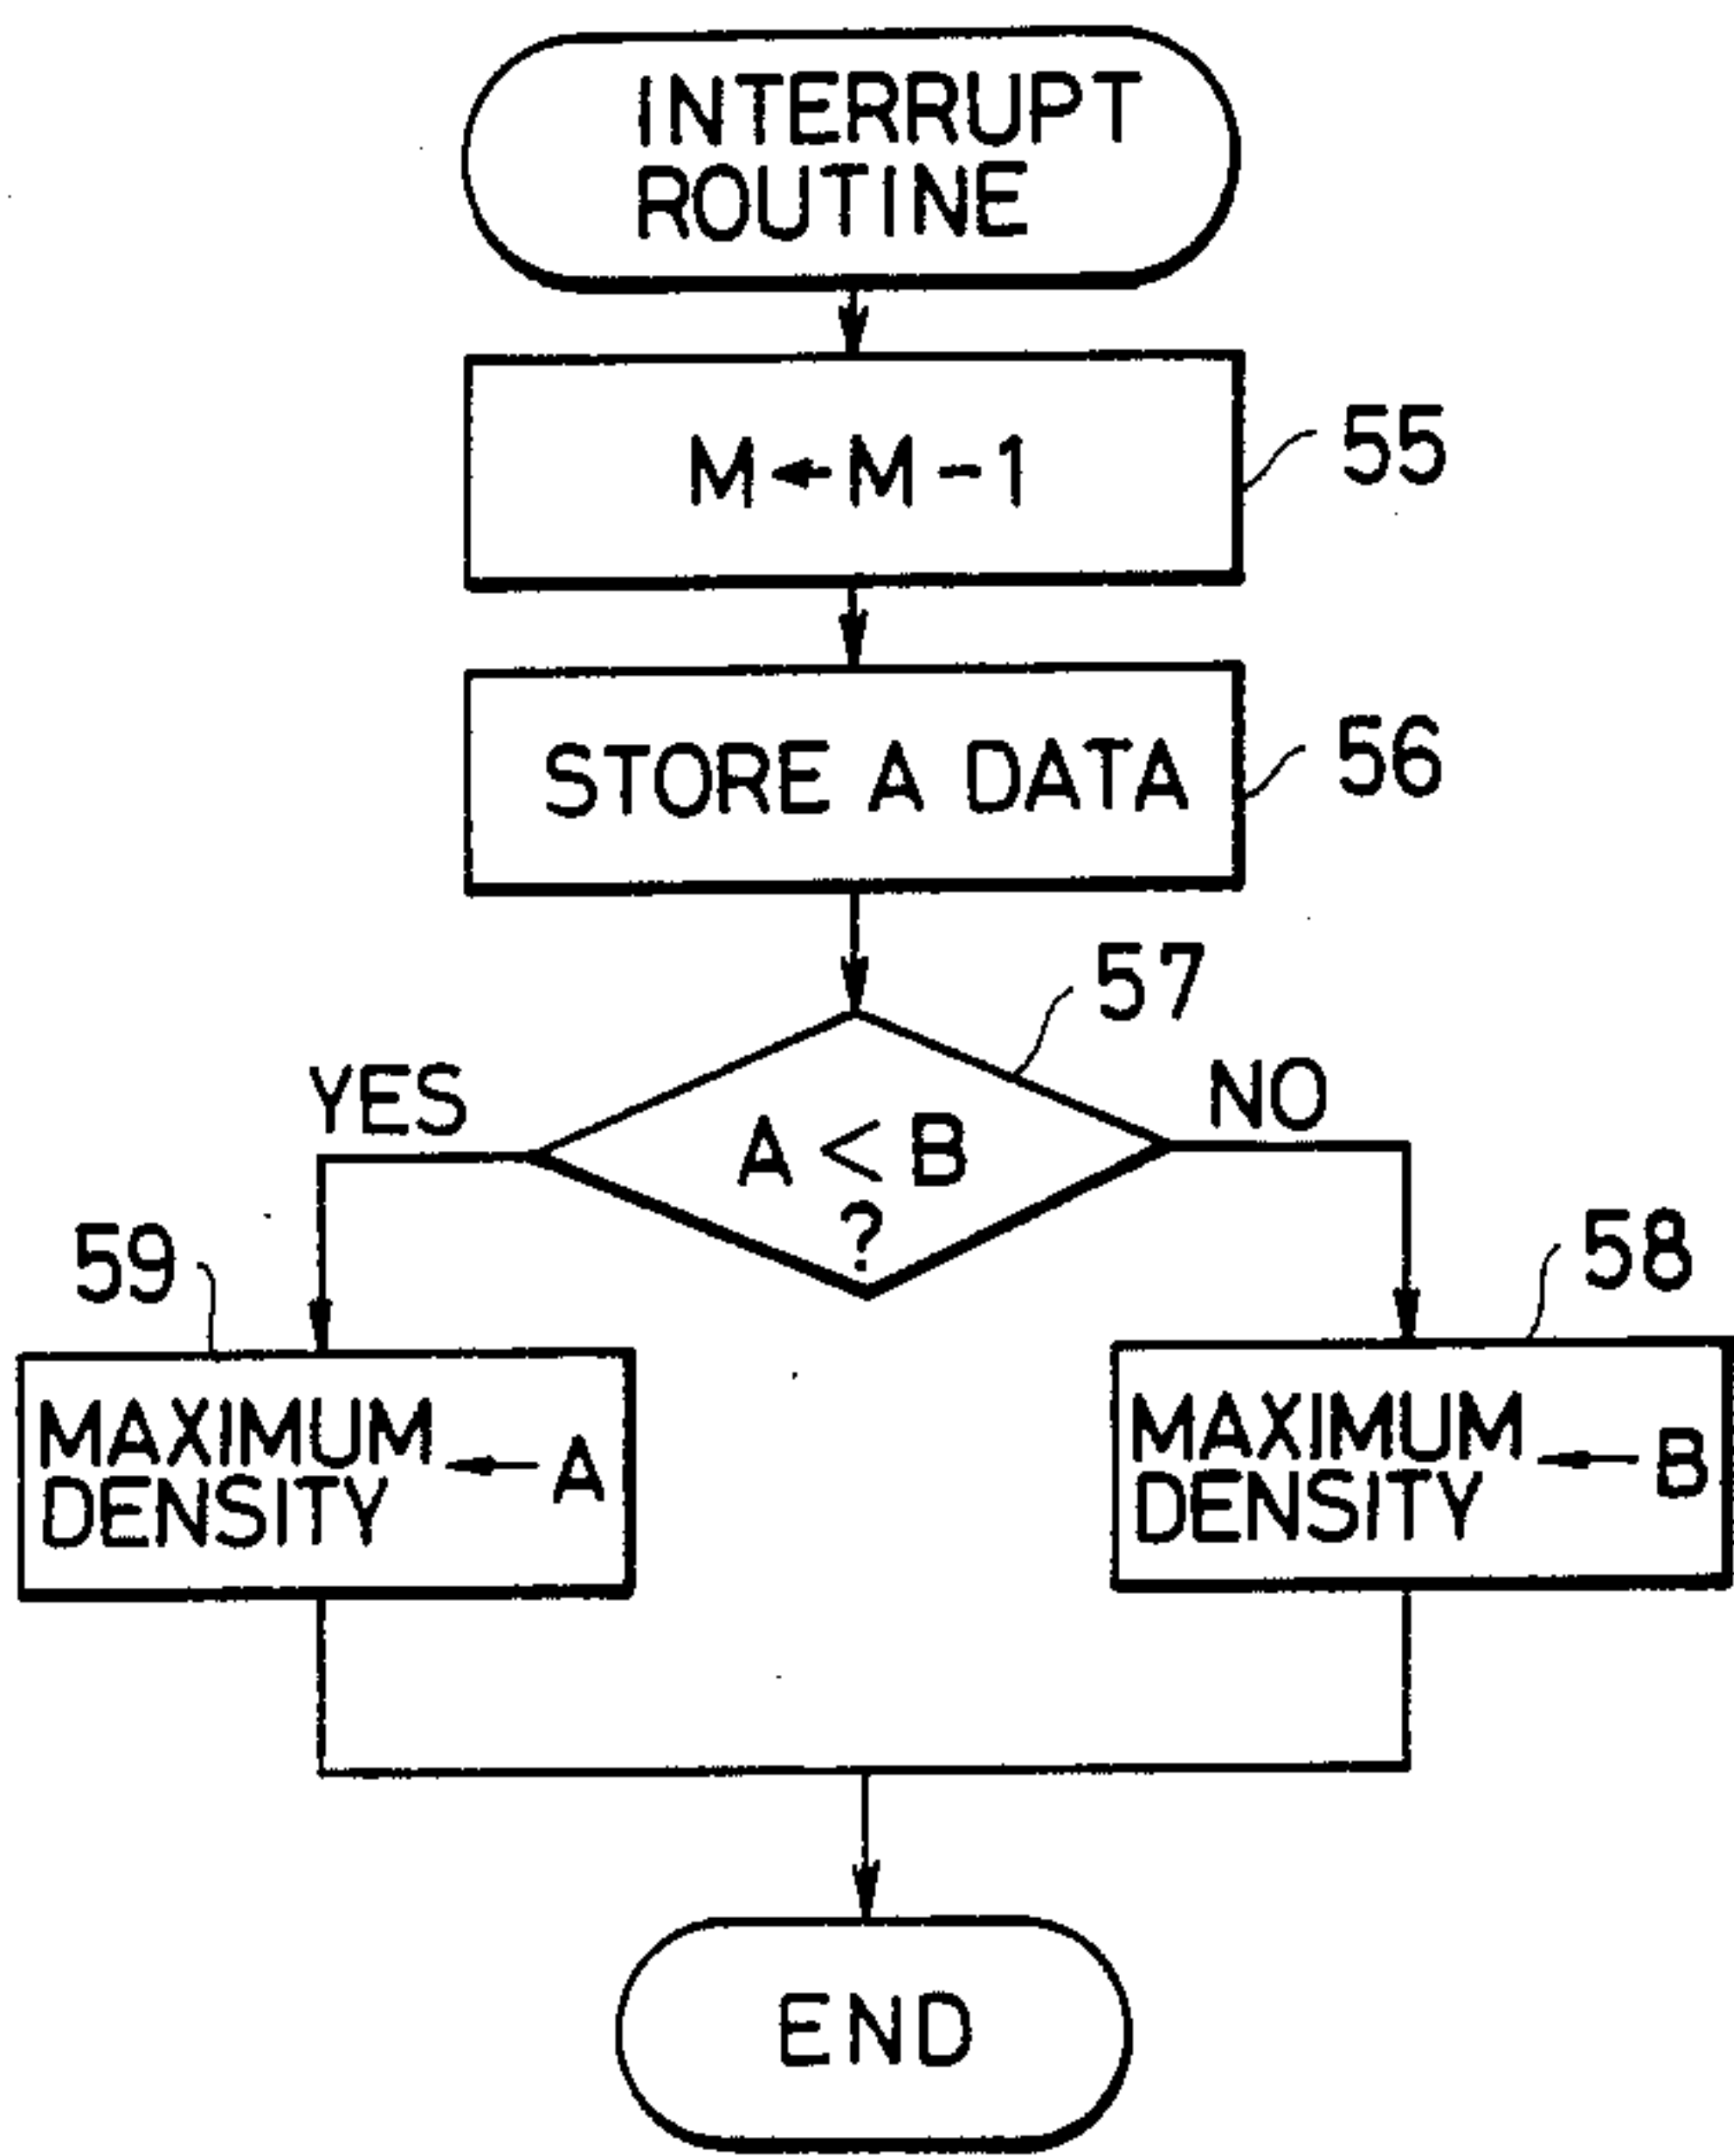 INTERRUPT
ROUTINE
M ← M - 1
55
STORE A DATA
56
57
YES
NO
A < B
?
59
58
MAXIMUM
DENSITY ← A
MAXIMUM
DENSITY ← B
END